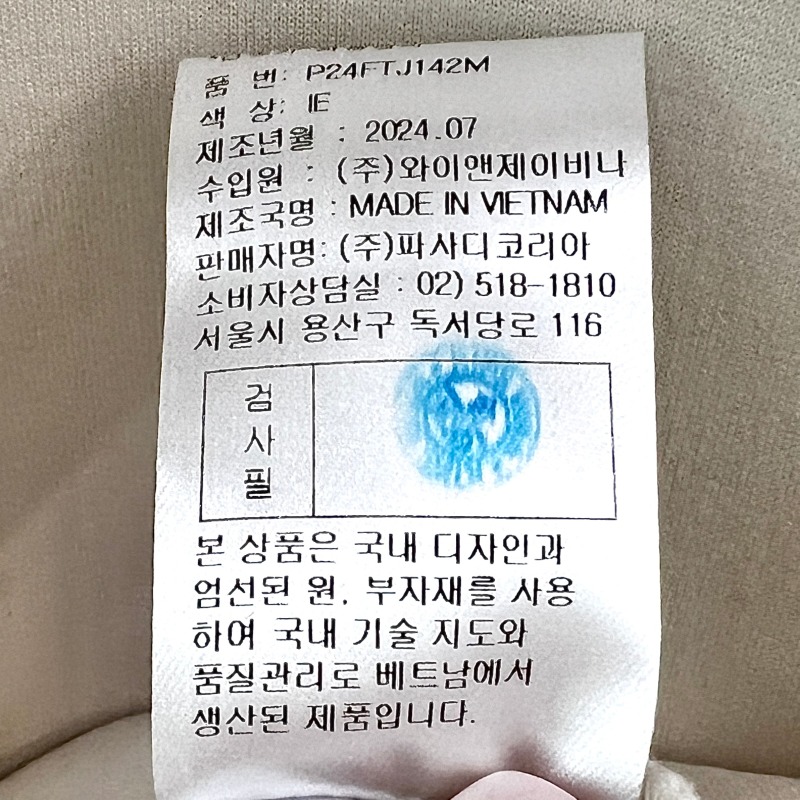 품 번: P24FTJ142M
색 상: IE
제조년월 : 2024.07
수입원 : (주)와이앤제이비나
제조국명 : MADE IN VIETNAM
판매자명: (주)파사디코리아
소비자상담실 : 02) 518-1810
서울시 용산구 독서당로 116
검
사
필
본 상품은 국내 디자인과
엄선된 원. 부자재를 사용
하여 국내 기술 지도와
품질관리로 베트남에서
생산된 제품입니다.